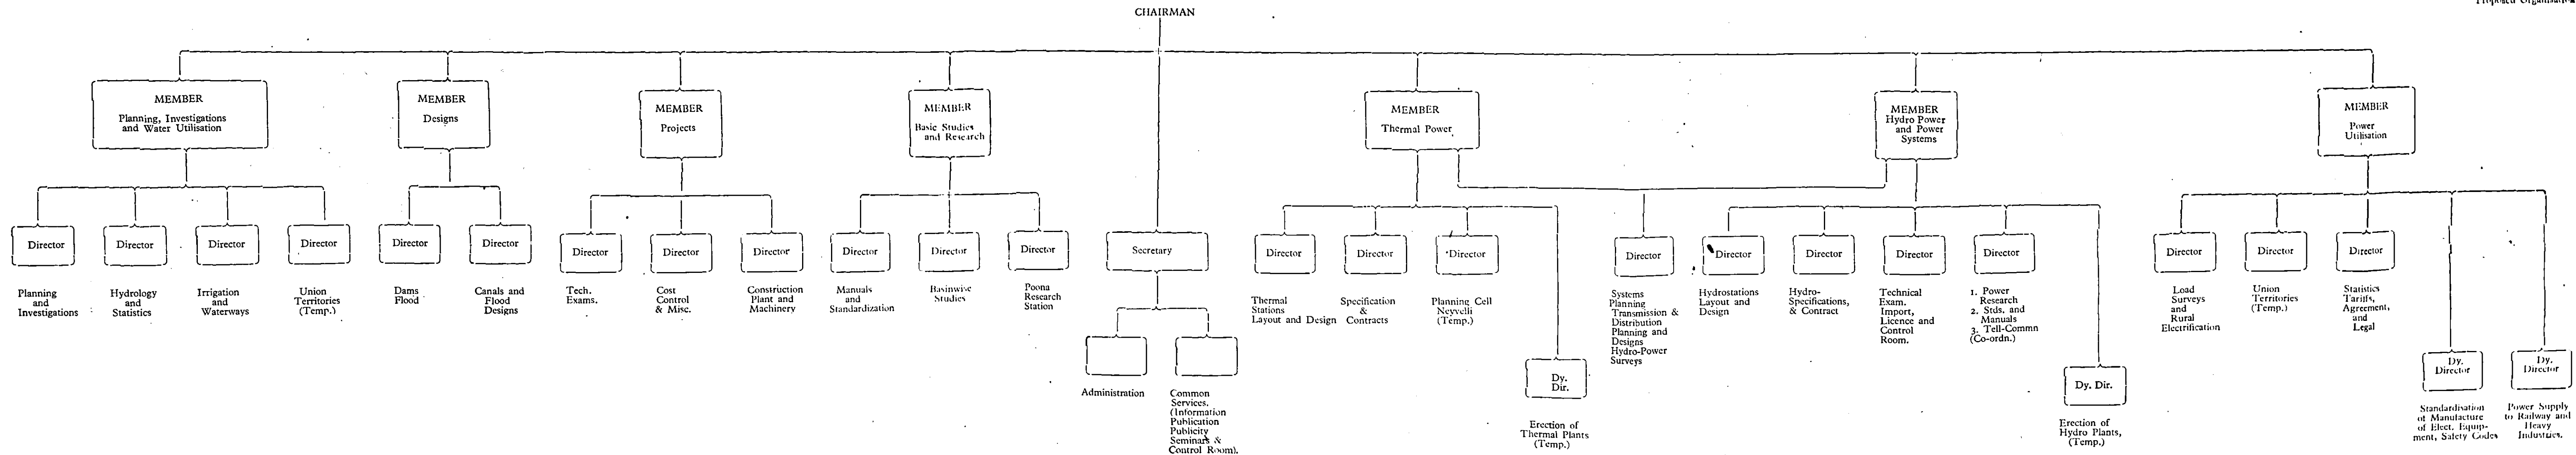 Proposed Organisation
CHAIRMAN
MEMBER
Planning, Investigations
and Water Utilisation
MEMBER
Designs
MEMBER
Projects
MEMBER
Basic Studies
and Research
MEMBER
Thermal Power
MEMBER
Hydro Power
and Power
Systems
MEMBER
Power
Utilisation
Director
Planning
and
Investigations
Director
Hydrology
and
Statistics
Director
Irrigation
and
Waterways
Director
Union
Territories
(Temp.)
Director
Dams
Flood
Director
Canals and
Flood
Designs
Director
Tech.
Exams.
Director
Cost
Control
& Misc.
Director
Construction
Plant and
Machinery
Director
Manuals
and
Standardization
Director
Basinwise
Studies
Director
Poona
Research
Station
Secretary
Administration
Common
Services.
(Information
Publication
Publicity
Seminars &
Control Room).
Director
Thermal
Stations
Layout and Design
Director
Specification
&
Contracts
Director
Planning Cell
Neyvelli
(Temp.)
Dy.
Dir.
Erection of
Thermal Plants
(Temp.)
Director
Systems
Planning
Transmission &
Distribution
Planning and
Designs
Hydro-Power
Surveys
Director
Hydrostations
Layout and
Design
Director
Hydro-
Specifications,
& Contract
Director
Technical
Exam.
Import,
Licence and
Control
Room.
Director
1. Power
Research
2. Stds. and
Manuals
3. Tell-Commn
(Co-ordn.)
Dy. Dir.
Erection of
Hydro Plants,
(Temp.)
Director
Load
Surveys
and
Rural
Electrification
Director
Union
Territories
(Temp.)
Director
Statistics
Tariffs,
Agreement,
and
Legal
Dy.
Director
Standardisation
of Manufacture
of Elect. Equip-
ment, Safety Codes
Dy.
Director
Power Supply
to Railway and
Heavy
Industries.